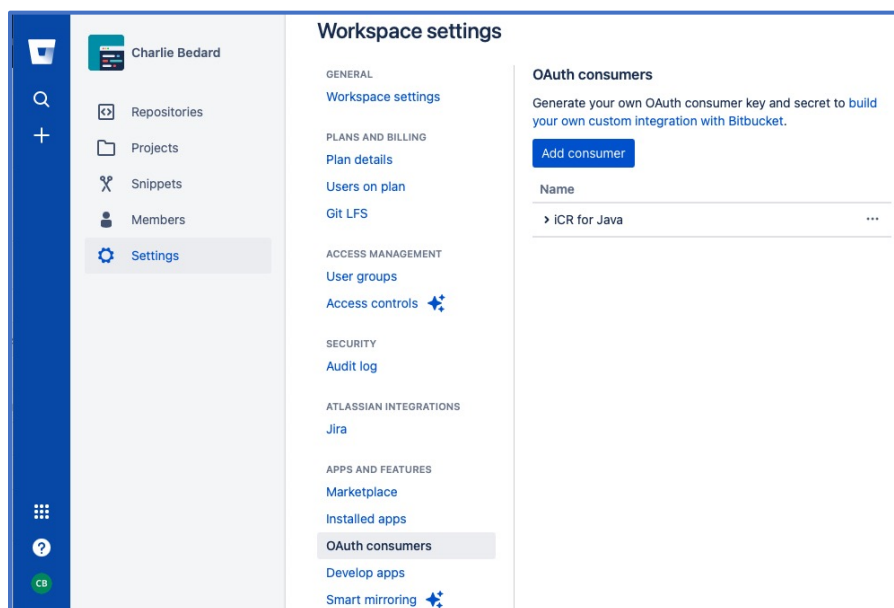 Charlie Bedard
Repositories
Projects
Snippets
Members
Settings
CB
Workspace settings
GENERAL
Workspace settings
PLANS AND BILLING
Plan details
Users on plan
Git LFS
ACCESS MANAGEMENT
User groups
Access controls
SECURITY
Audit log
ATLASSIAN INTEGRATIONS
Jira
APPS AND FEATURES
Marketplace
Installed apps
OAuth consumers
Develop apps
Smart mirroring
OAuth consumers
Generate your own OAuth consumer key and secret to build
your own custom integration with Bitbucket.
Add consumer
Name
iCR for Java